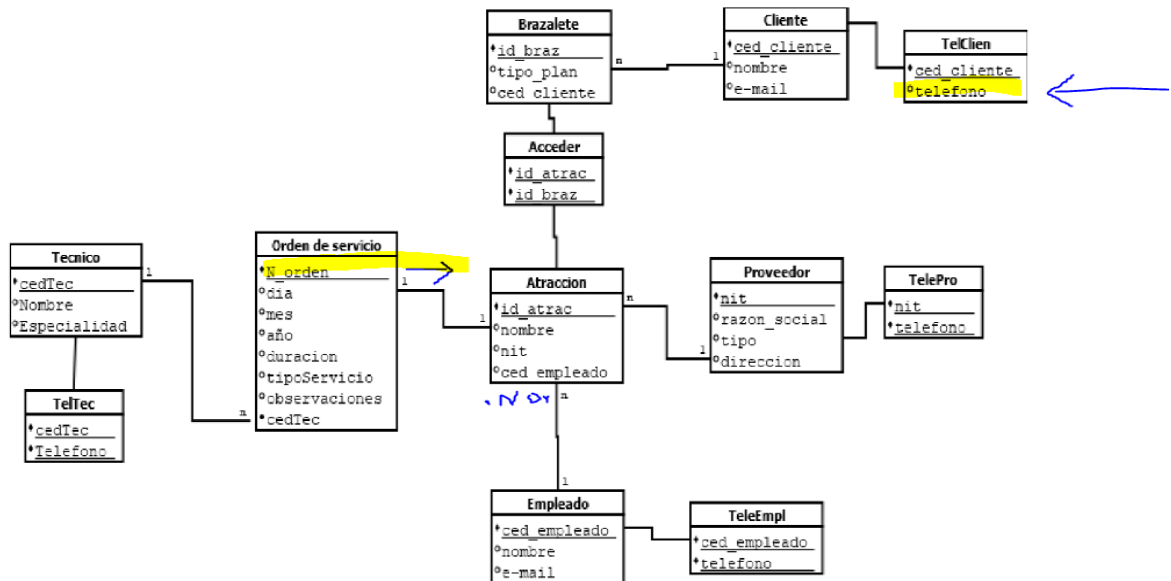 Brazalete
id_braz
tipo_plan
ced cliente
n
1
Cliente
ced_cliente
nombre
e-mail
TelClien
ced_cliente
telefono
Acceder
id_atrac
id braz
Tecnico
cedTec
Nombre
Especialidad
1
TelTec
cedTec
Telefono
n
Orden de servicio
N_orden
dia
mes
año
duracion
tipoServicio
observaciones
cedTec
1
1
Atraccion
id_atrac
nombre
nit
ced empleado
n
1
Proveedor
nit
razon_social
tipo
direccion
TelePro
nit
telefono
n
1
Empleado
ced_empleado
nombre
e-mail
TeleEmpl
ced_empleado
telefono